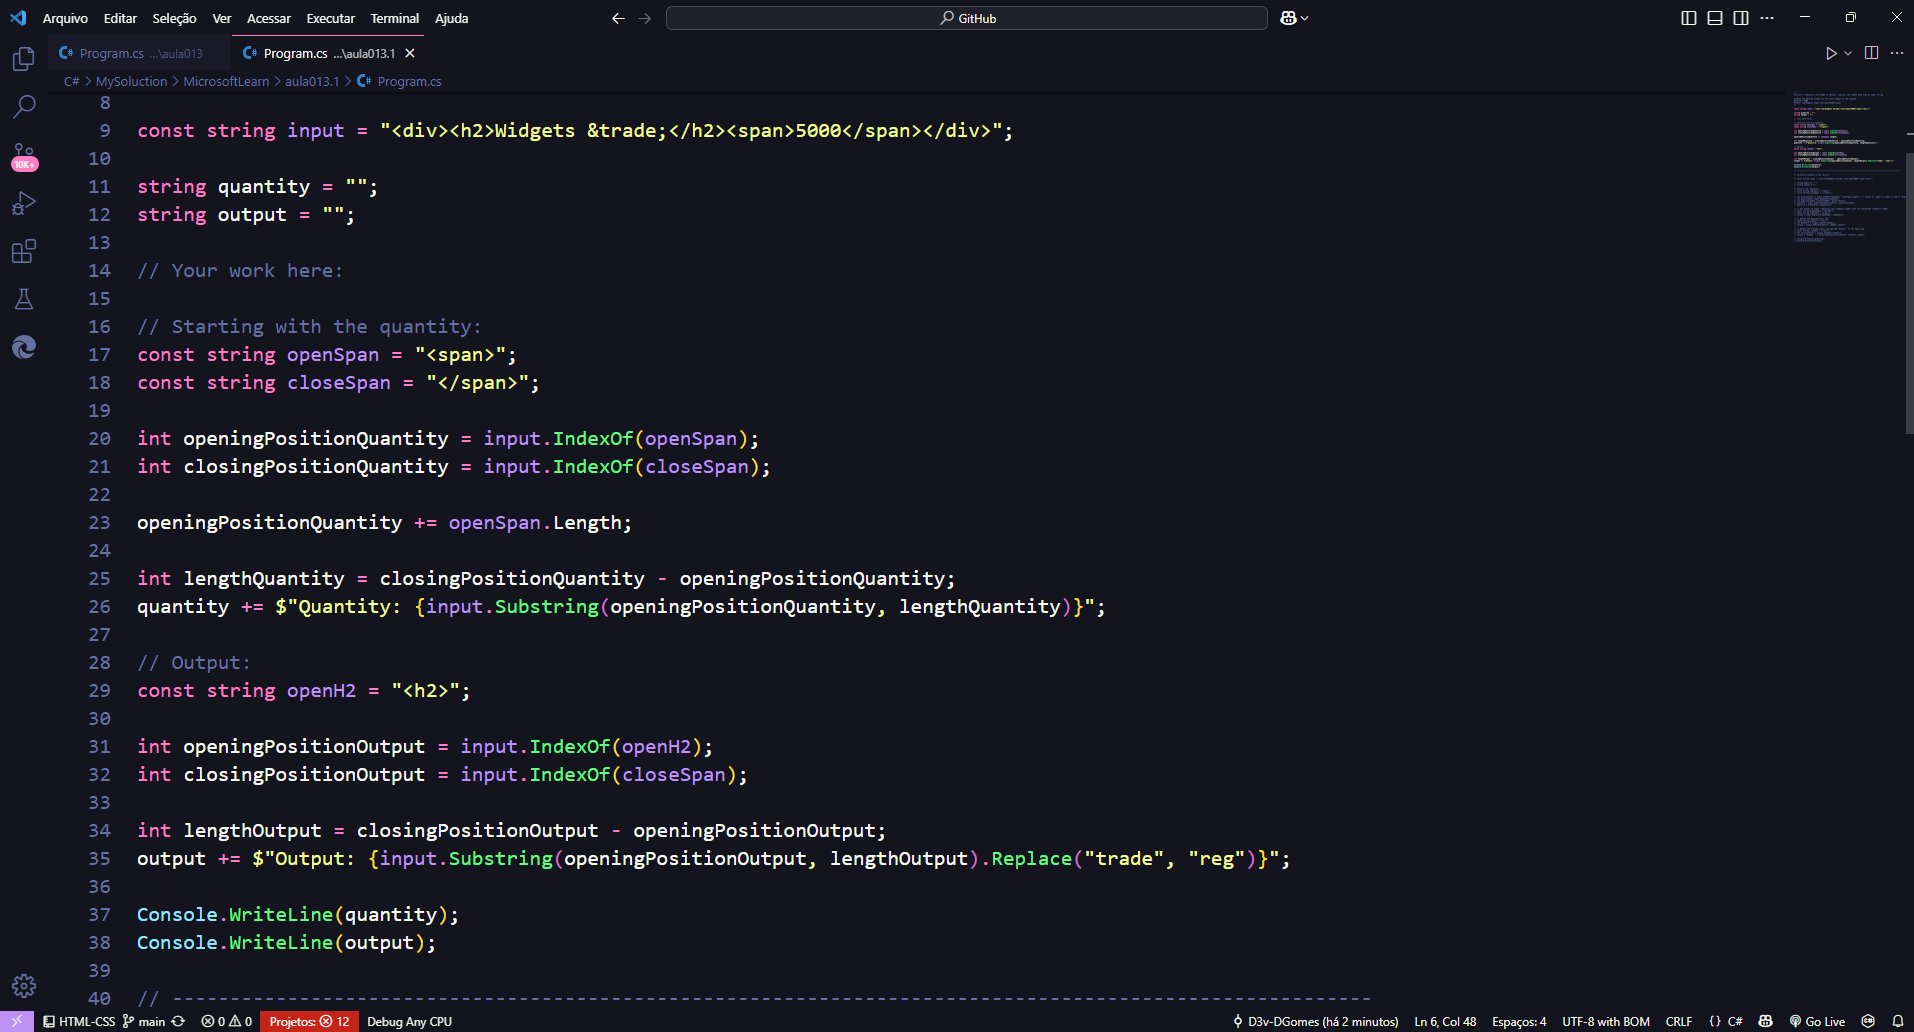 Arquivo Editar Seleção Ver Acessar Executar Terminal Ajuda GitHub
Program.cs ...\aula013 Program.cs ...\aula013.1
C# > MySoluction > MicrosoftLearn > aula013.1 > Program.cs
8
9 const string input = "<div><h2>Widgets &trade;</h2><span>5000</span></div>";
10
11 string quantity = "";
12 string output = "";
13
14 // Your work here:
15
16 // Starting with the quantity:
17 const string openSpan = "<span>";
18 const string closeSpan = "</span>";
19
20 int openingPositionQuantity = input.IndexOf(openSpan);
21 int closingPositionQuantity = input.IndexOf(closeSpan);
22
23 openingPositionQuantity += openSpan.Length;
24
25 int lengthQuantity = closingPositionQuantity - openingPositionQuantity;
26 quantity += $"Quantity: {input.Substring(openingPositionQuantity, lengthQuantity)}";
27
28 // Output:
29 const string openH2 = "<h2>";
30
31 int openingPositionOutput = input.IndexOf(openH2);
32 int closingPositionOutput = input.IndexOf(closeSpan);
33
34 int lengthOutput = closingPositionOutput - openingPositionOutput;
35 output += $"Output: {input.Substring(openingPositionOutput, lengthOutput).Replace("trade", "reg")}";
36
37 Console.WriteLine(quantity);
38 Console.WriteLine(output);
39
40 // --------------------------------------------------------------------------------------------------------
10K+
HTML-CSS main 0 0 Projetos: 12 Debug Any CPU D3v-DGomes (há 2 minutos) Ln 6, Col 48 Espaços: 4 UTF-8 with BOM CRLF {} C# Go Live